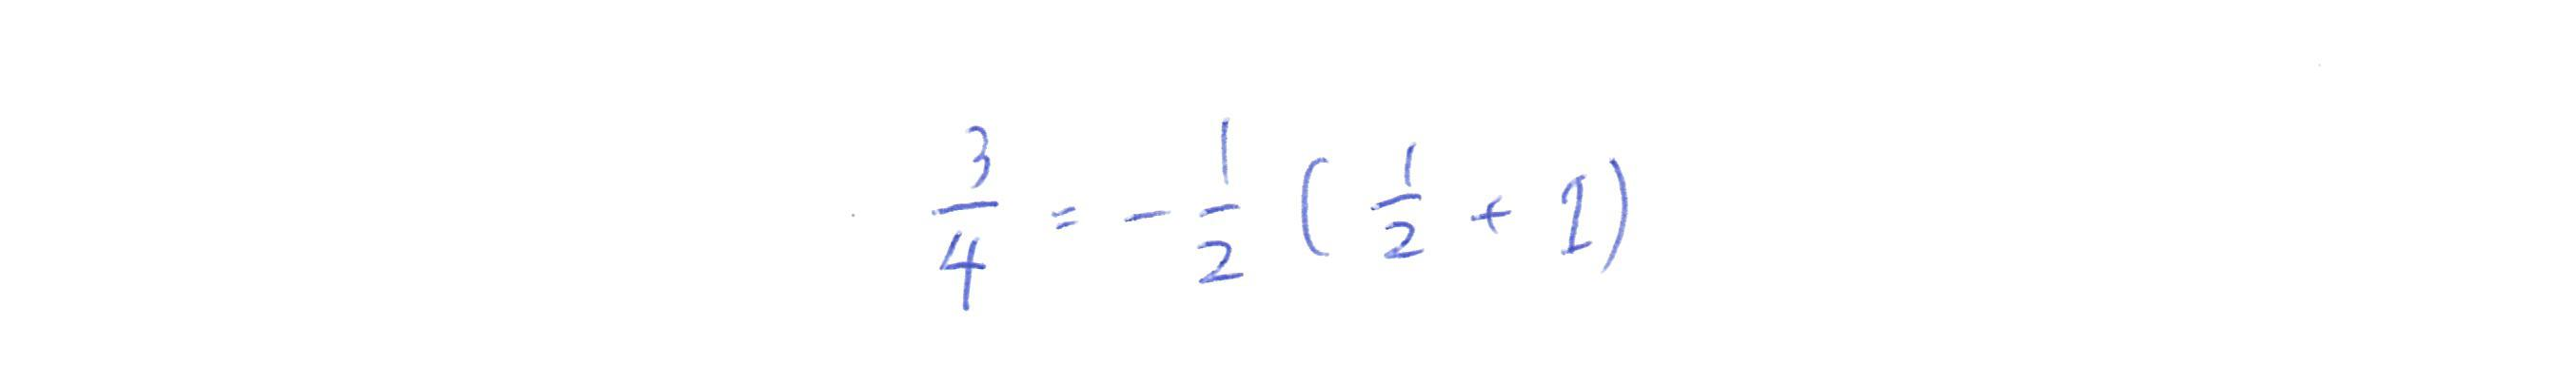 3/4 = -1/2 (1/2 + 1)